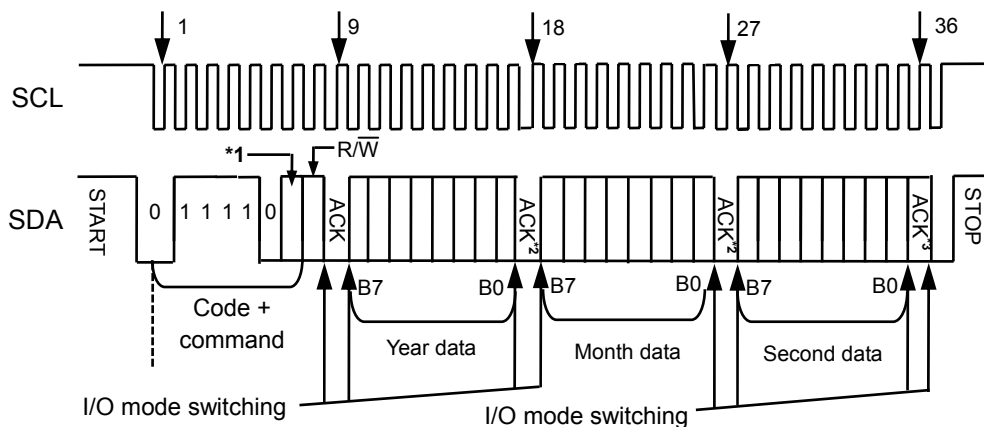 1 9 18 27 36
SCL
*1 R/W̅
SDA START 0 1 1 1 1 0 ACK ACK*2 ACK*2 ACK*3 STOP
B7 B0 B7 B0 B7 B0
Code +
command
Year data Month data Second data
I/O mode switching I/O mode switching